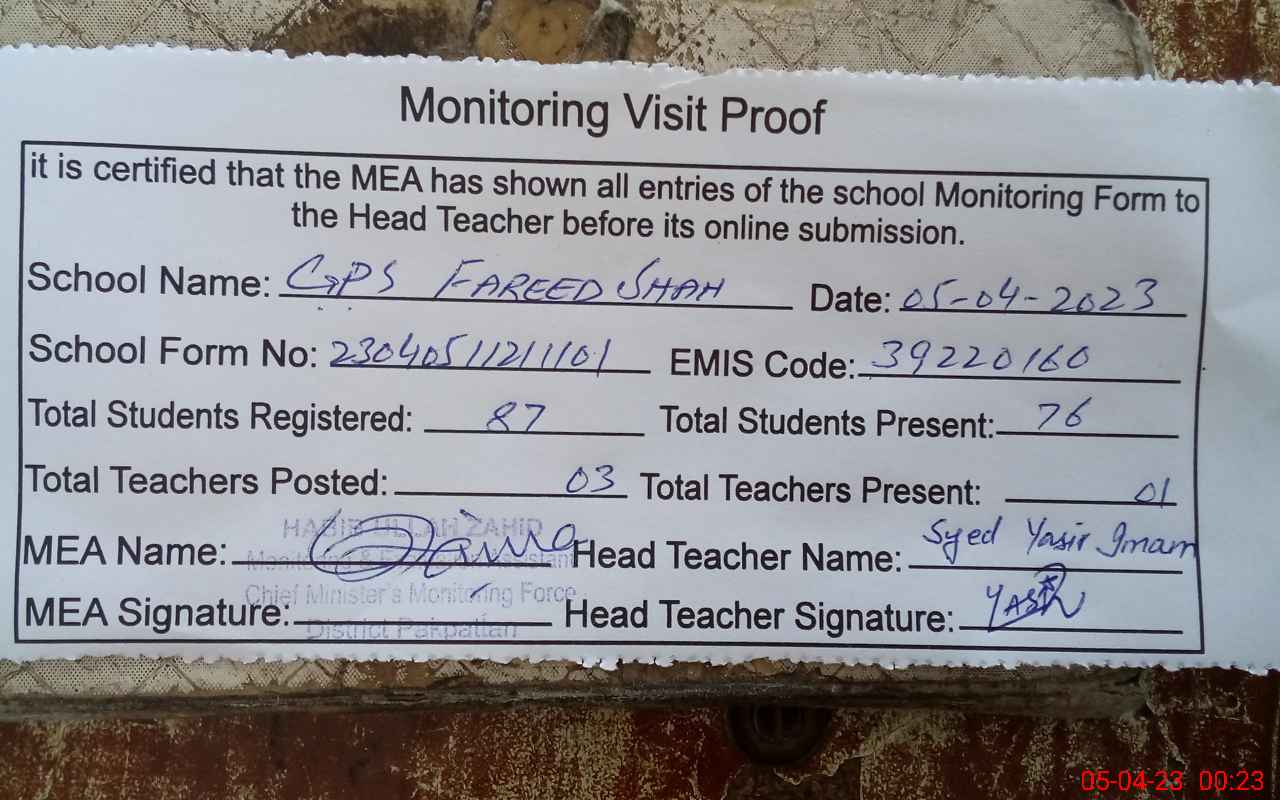 Monitoring Visit Proof
it is certified that the MEA has shown all entries of the school Monitoring Form to
the Head Teacher before its online submission.
School Name: GPS FAREED SHAH Date: 05-04-2023
School Form No: 23040511211101 EMIS Code: 39220160
Total Students Registered: 87 Total Students Present: 76
Total Teachers Posted: 03 Total Teachers Present: 01
HABIB ULLAH ZAHID
MEA Name: Head Teacher Name: Syed Yasir Imam
Monitoring & Assistant
Chief Minister's Monitoring Force
MEA Signature: Head Teacher Signature: YASIR
District Pakpattan
05-04-23 00:23